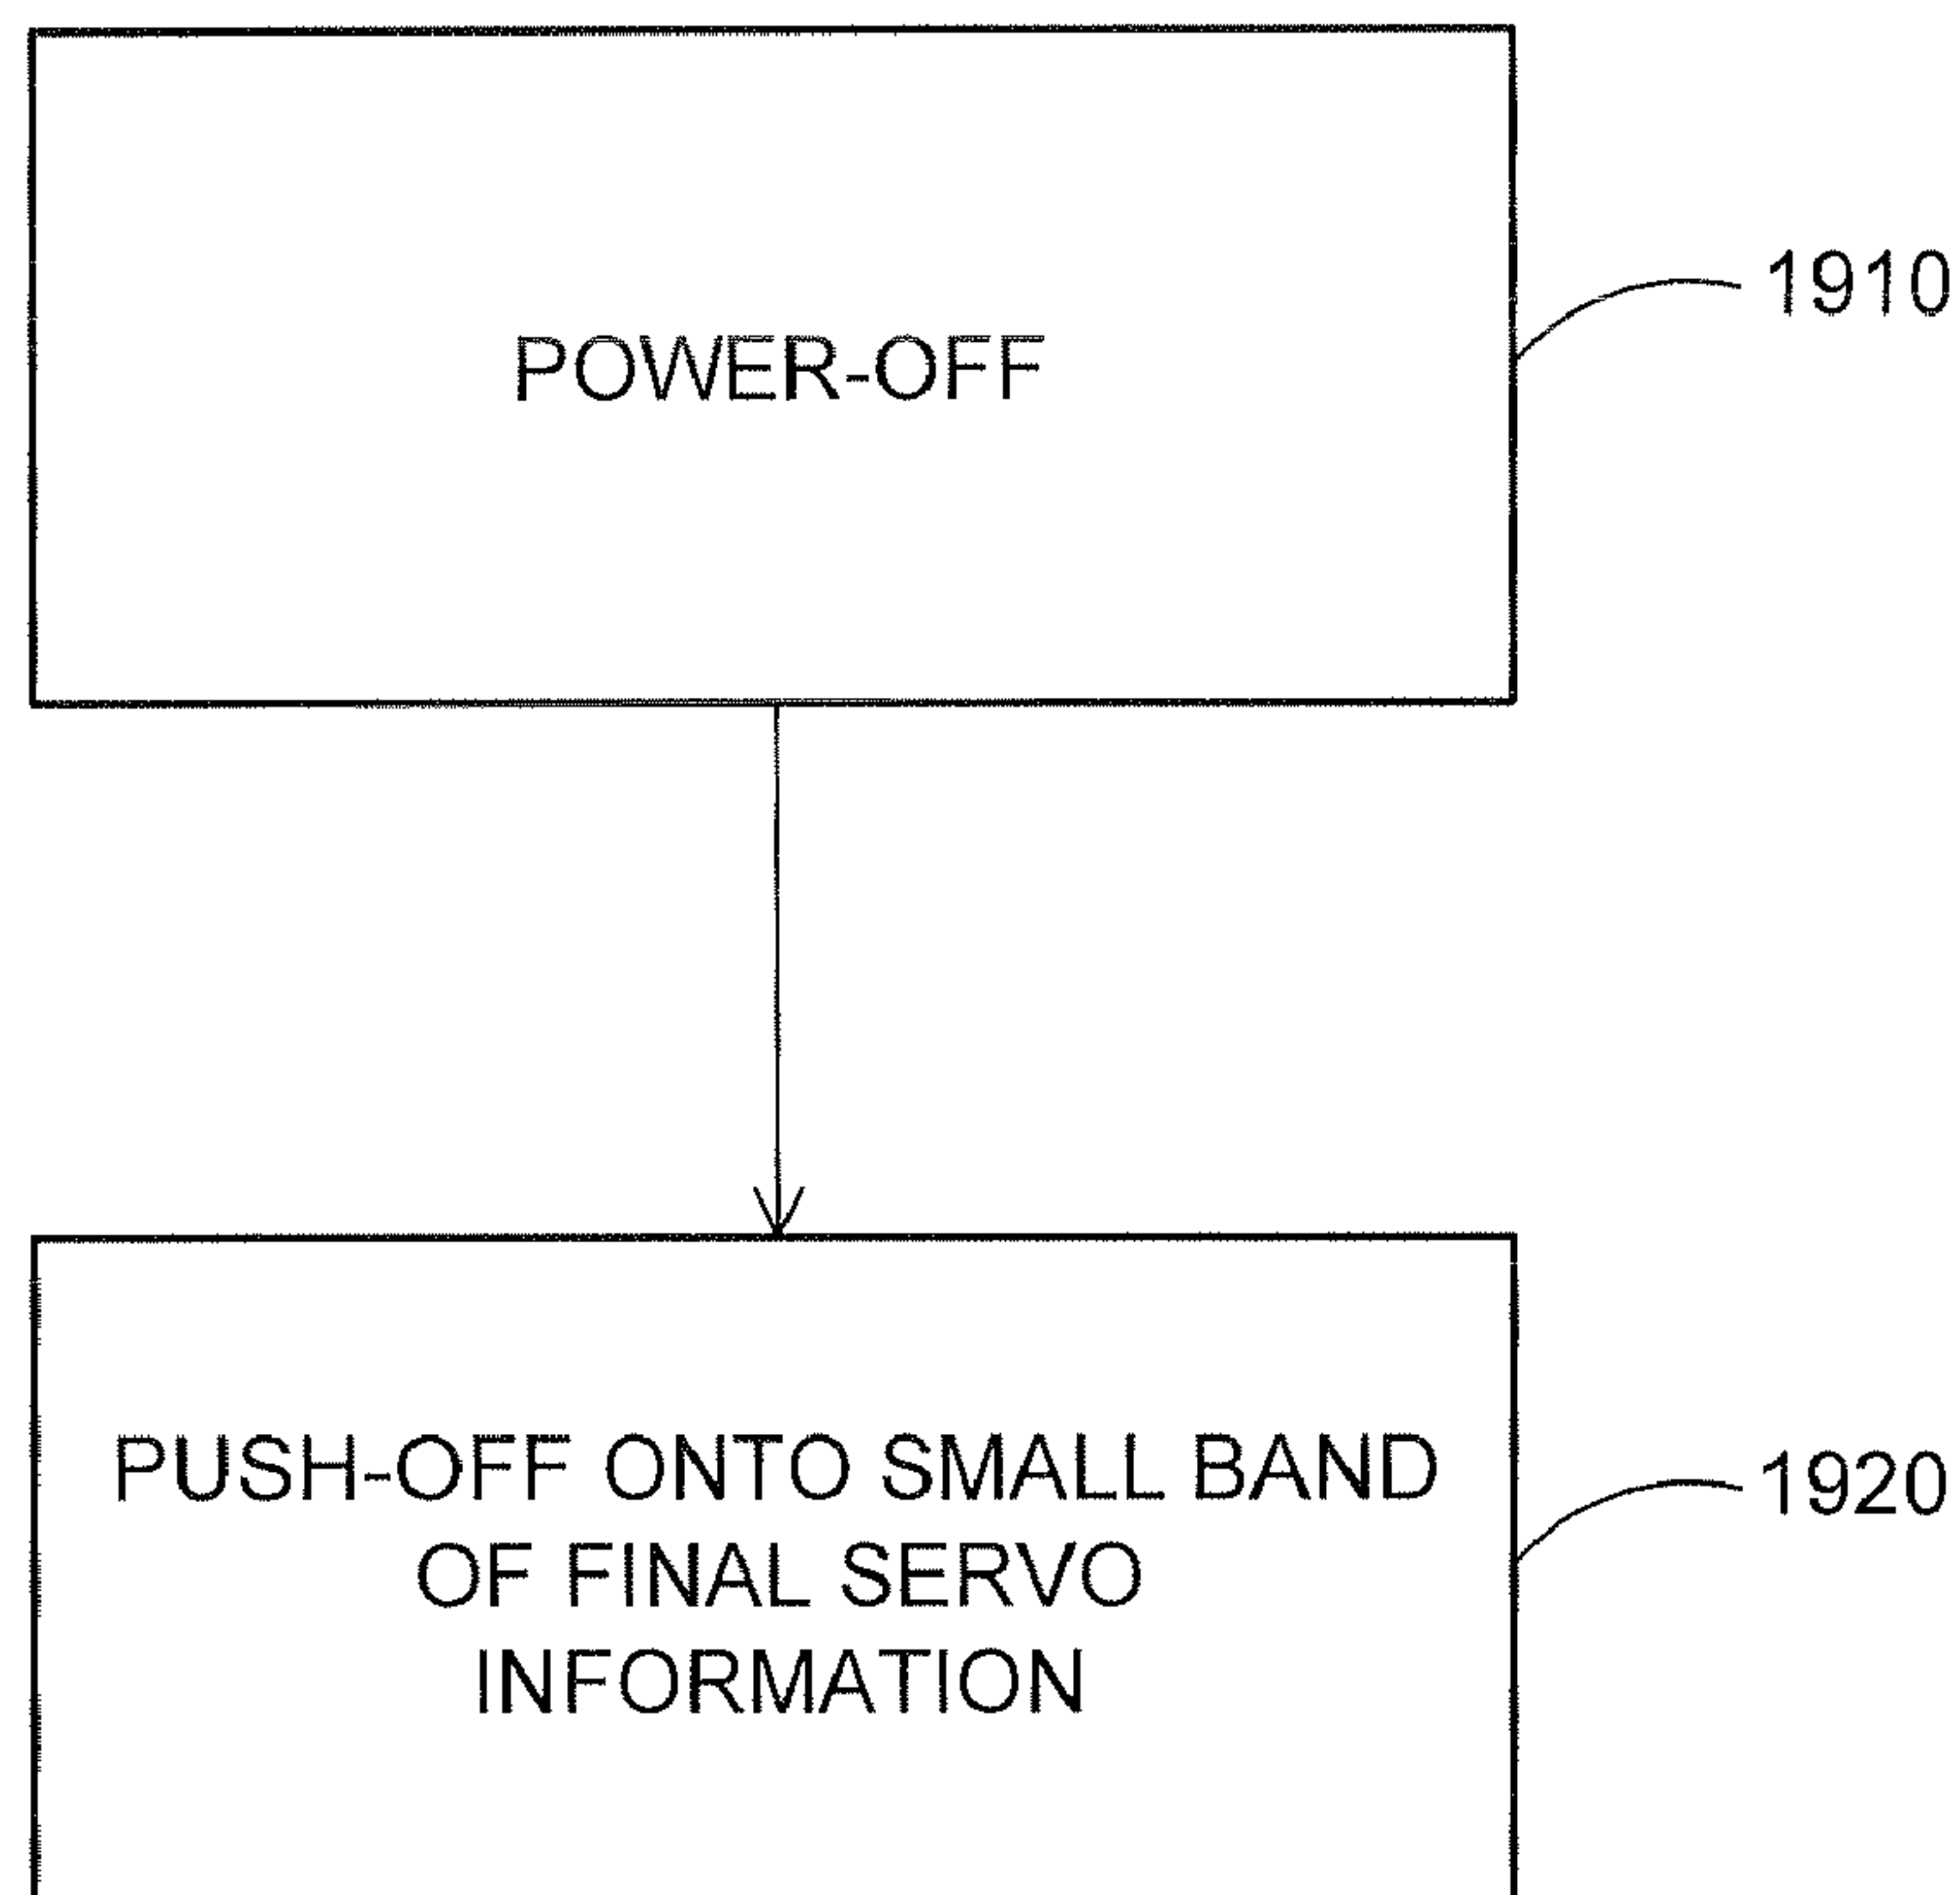 POWER-OFF
1910
PUSH-OFF ONTO SMALL BAND
OF FINAL SERVO
INFORMATION
1920